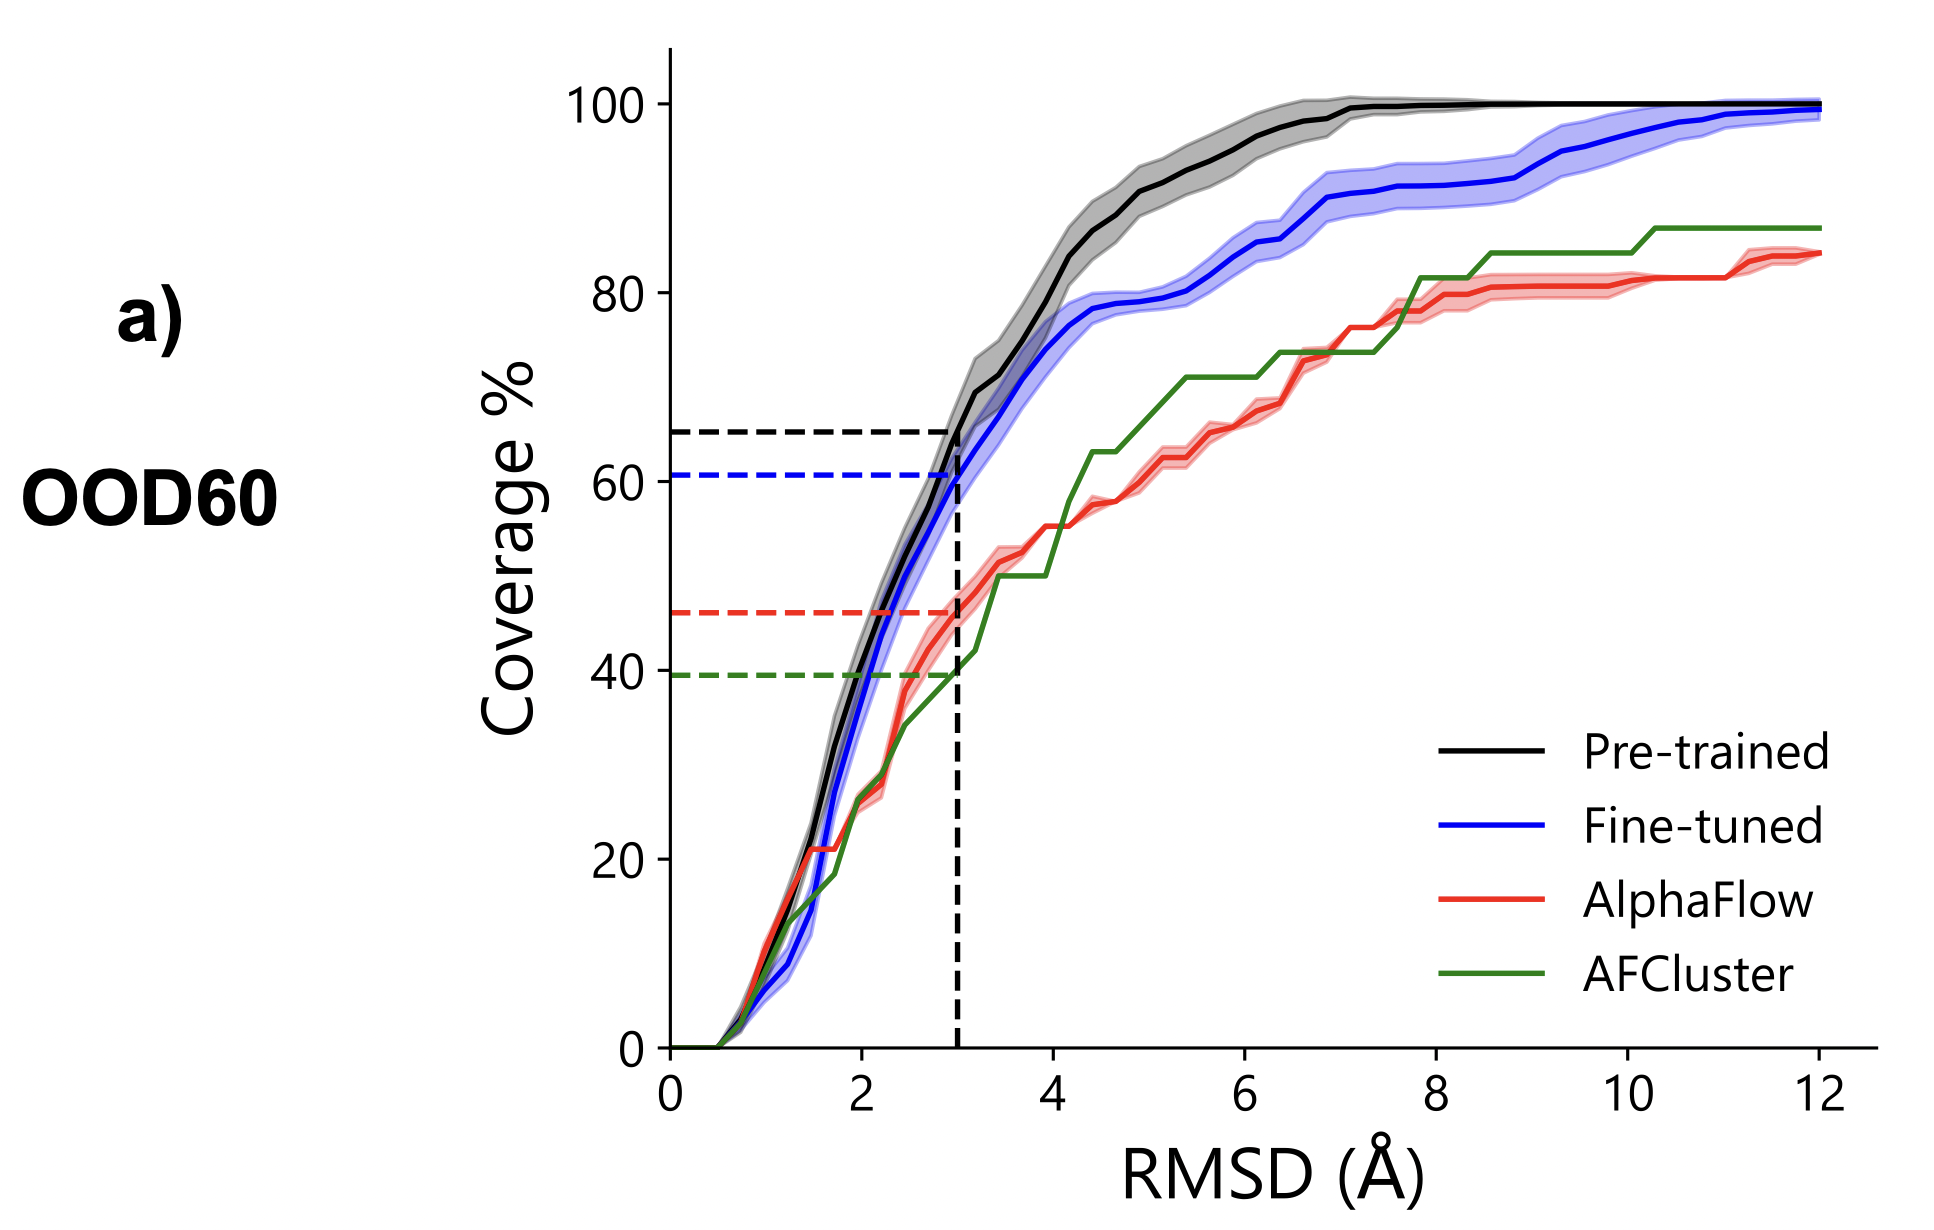 a)
OOD60
Coverage %
100
80
60
40
20
0
0 2 4 6 8 10 12
RMSD (Å)
Pre-trained
Fine-tuned
AlphaFlow
AFCluster